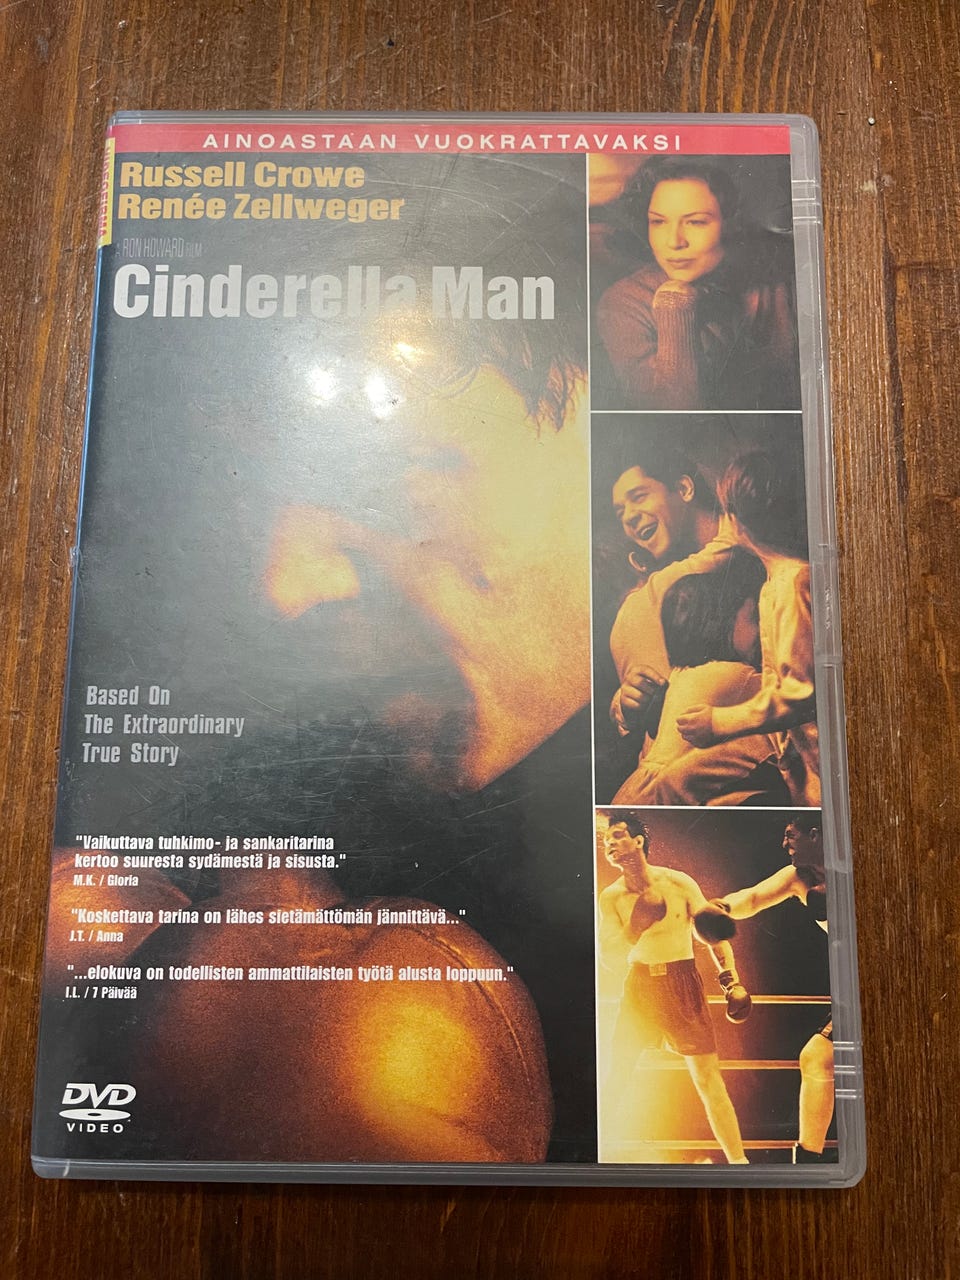 AINOASTAAN VUOKRATTAVAKSI
Russell Crowe
Renée Zellweger
A RON HOWARD FILM
Cinderella Man
Based On
The Extraordinary
True Story
"Vaikuttava tuhkimo- ja sankaritarina
kertoo suuresta sydämestä ja sisusta."
M.K. / Gloria
"Koskettava tarina on lähes sietämättömän jännittävä..."
J.T. / Anna
"...elokuva on todellisten ammattilaisten työtä alusta loppuun."
I.L. / 7 Päivää
DVD
VIDEO